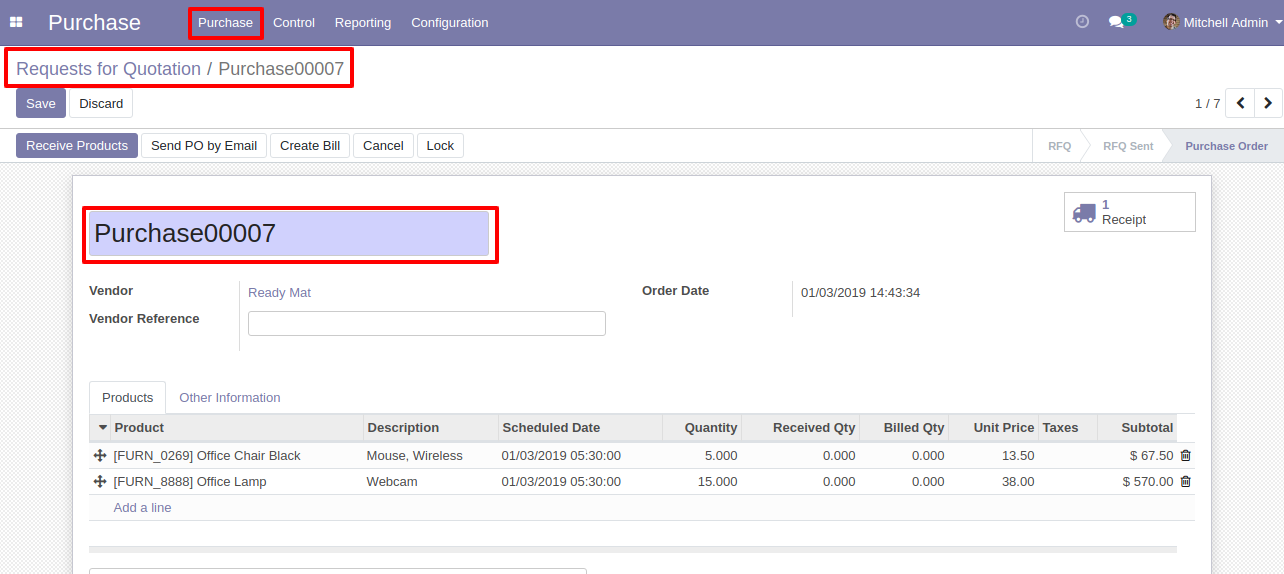 Purchase Purchase Control Reporting Configuration 3 Mitchell Admin
Requests for Quotation / Purchase00007
Save Discard 1 / 7
Receive Products Send PO by Email Create Bill Cancel Lock RFQ RFQ Sent Purchase Order
1
Receipt
Purchase00007
Vendor Ready Mat Order Date 01/03/2019 14:43:34
Vendor Reference
Products Other Information
Product Description Scheduled Date Quantity Received Qty Billed Qty Unit Price Taxes Subtotal
[FURN_0269] Office Chair Black Mouse, Wireless 01/03/2019 05:30:00 5.000 0.000 0.000 13.50 $ 67.50
[FURN_8888] Office Lamp Webcam 01/03/2019 05:30:00 15.000 0.000 0.000 38.00 $ 570.00
Add a line